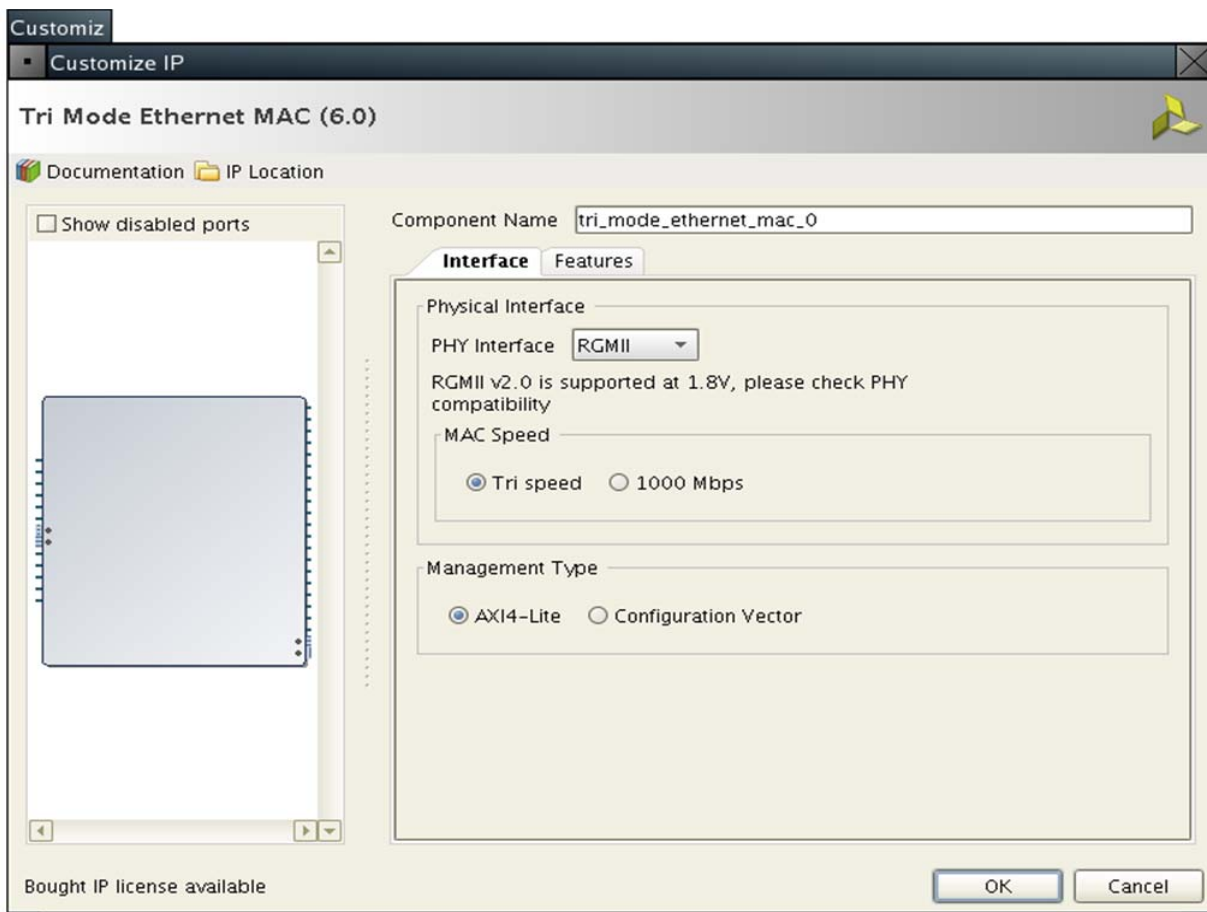 Customiz
Customize IP
Tri Mode Ethernet MAC (6.0)
Documentation IP Location
Show disabled ports
Component Name tri_mode_ethernet_mac_0
Interface Features
Physical Interface
PHY Interface RGMII
RGMII v2.0 is supported at 1.8V, please check PHY
compatibility
MAC Speed
Tri speed 1000 Mbps
Management Type
AXI4-Lite Configuration Vector
Bought IP license available
OK Cancel